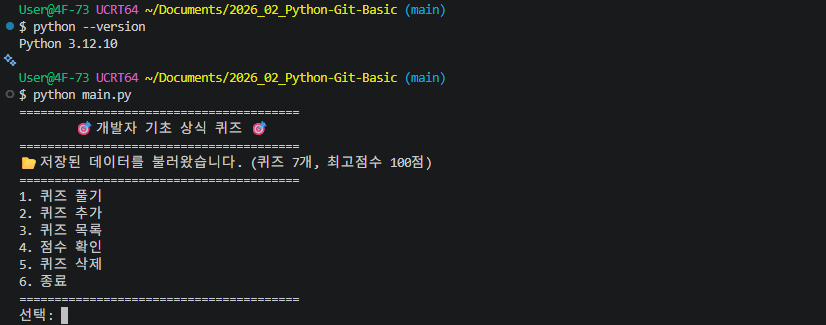 User@4F-73 UCRT64 ~/Documents/2026_02_Python-Git-Basic (main)
$ python --version
Python 3.12.10
User@4F-73 UCRT64 ~/Documents/2026_02_Python-Git-Basic (main)
$ python main.py
========================================
🎯 개발자 기초 상식 퀴즈 🎯
========================================
📂 저장된 데이터를 불러왔습니다. (퀴즈 7개, 최고점수 100점)
========================================
1. 퀴즈 풀기
2. 퀴즈 추가
3. 퀴즈 목록
4. 점수 확인
5. 퀴즈 삭제
6. 종료
========================================
선택: